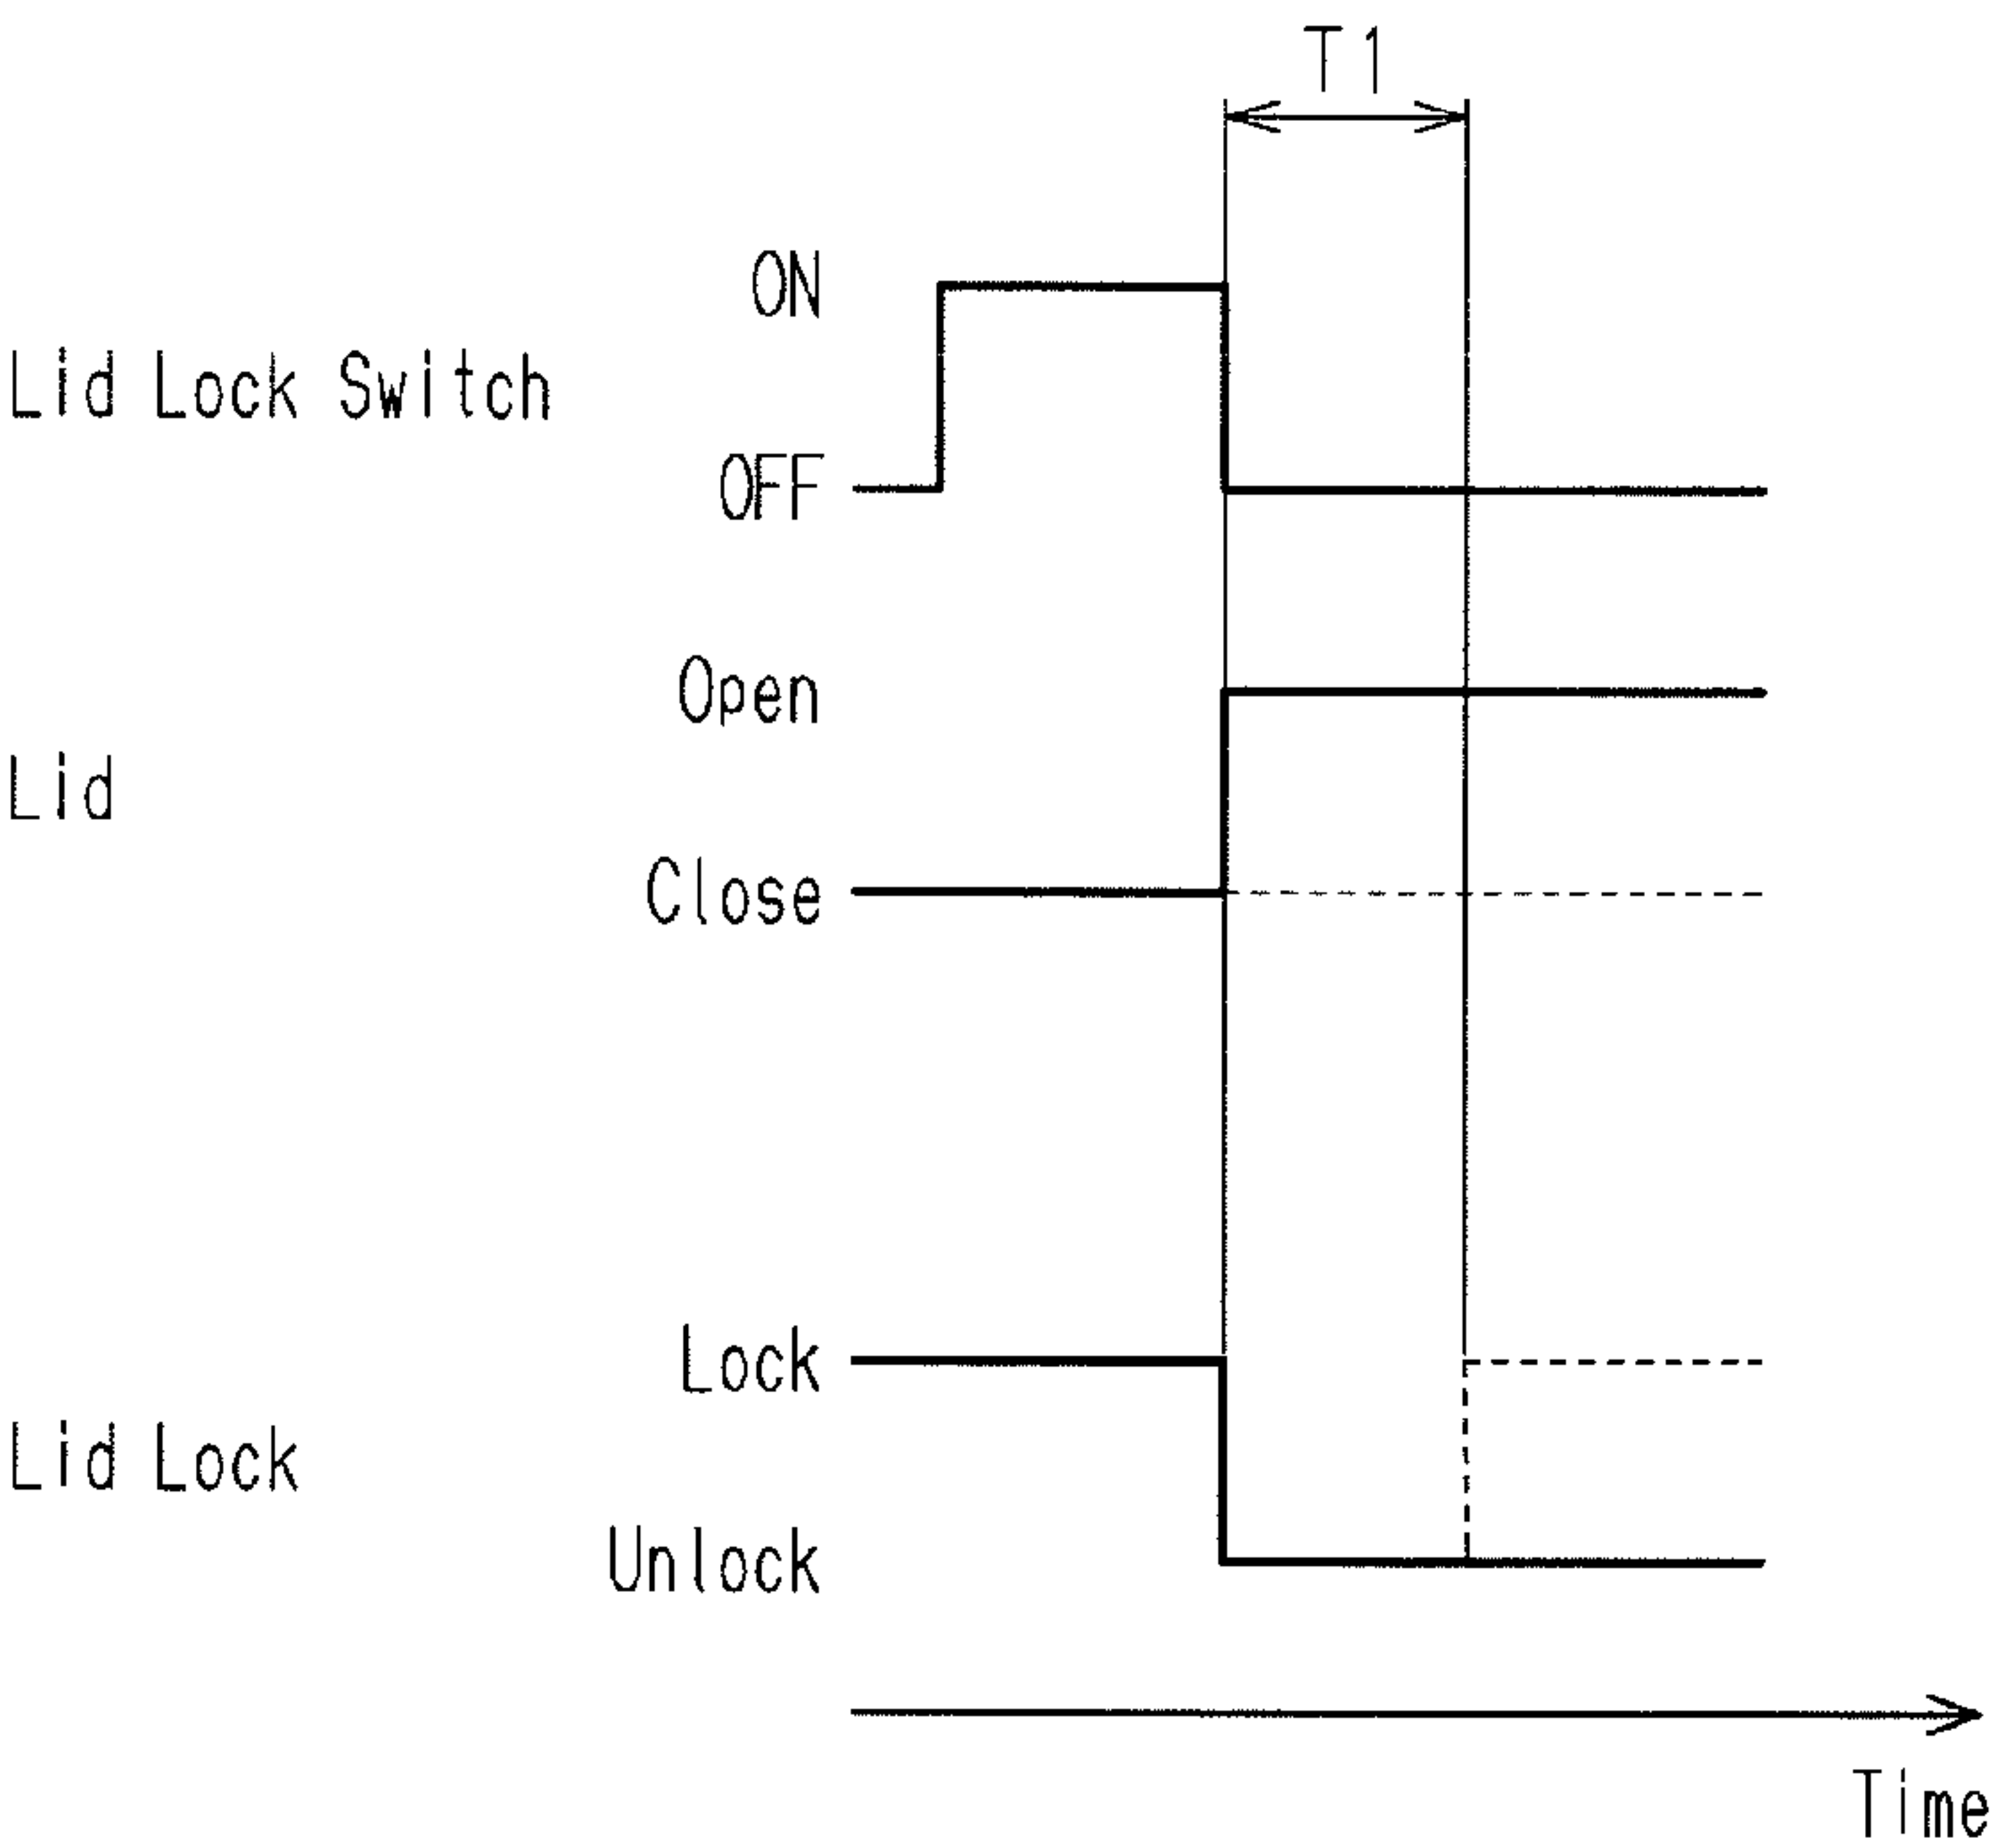 T1
ON
Lid Lock Switch
OFF
Open
Lid
Close
Lock
Lid Lock
Unlock
Time